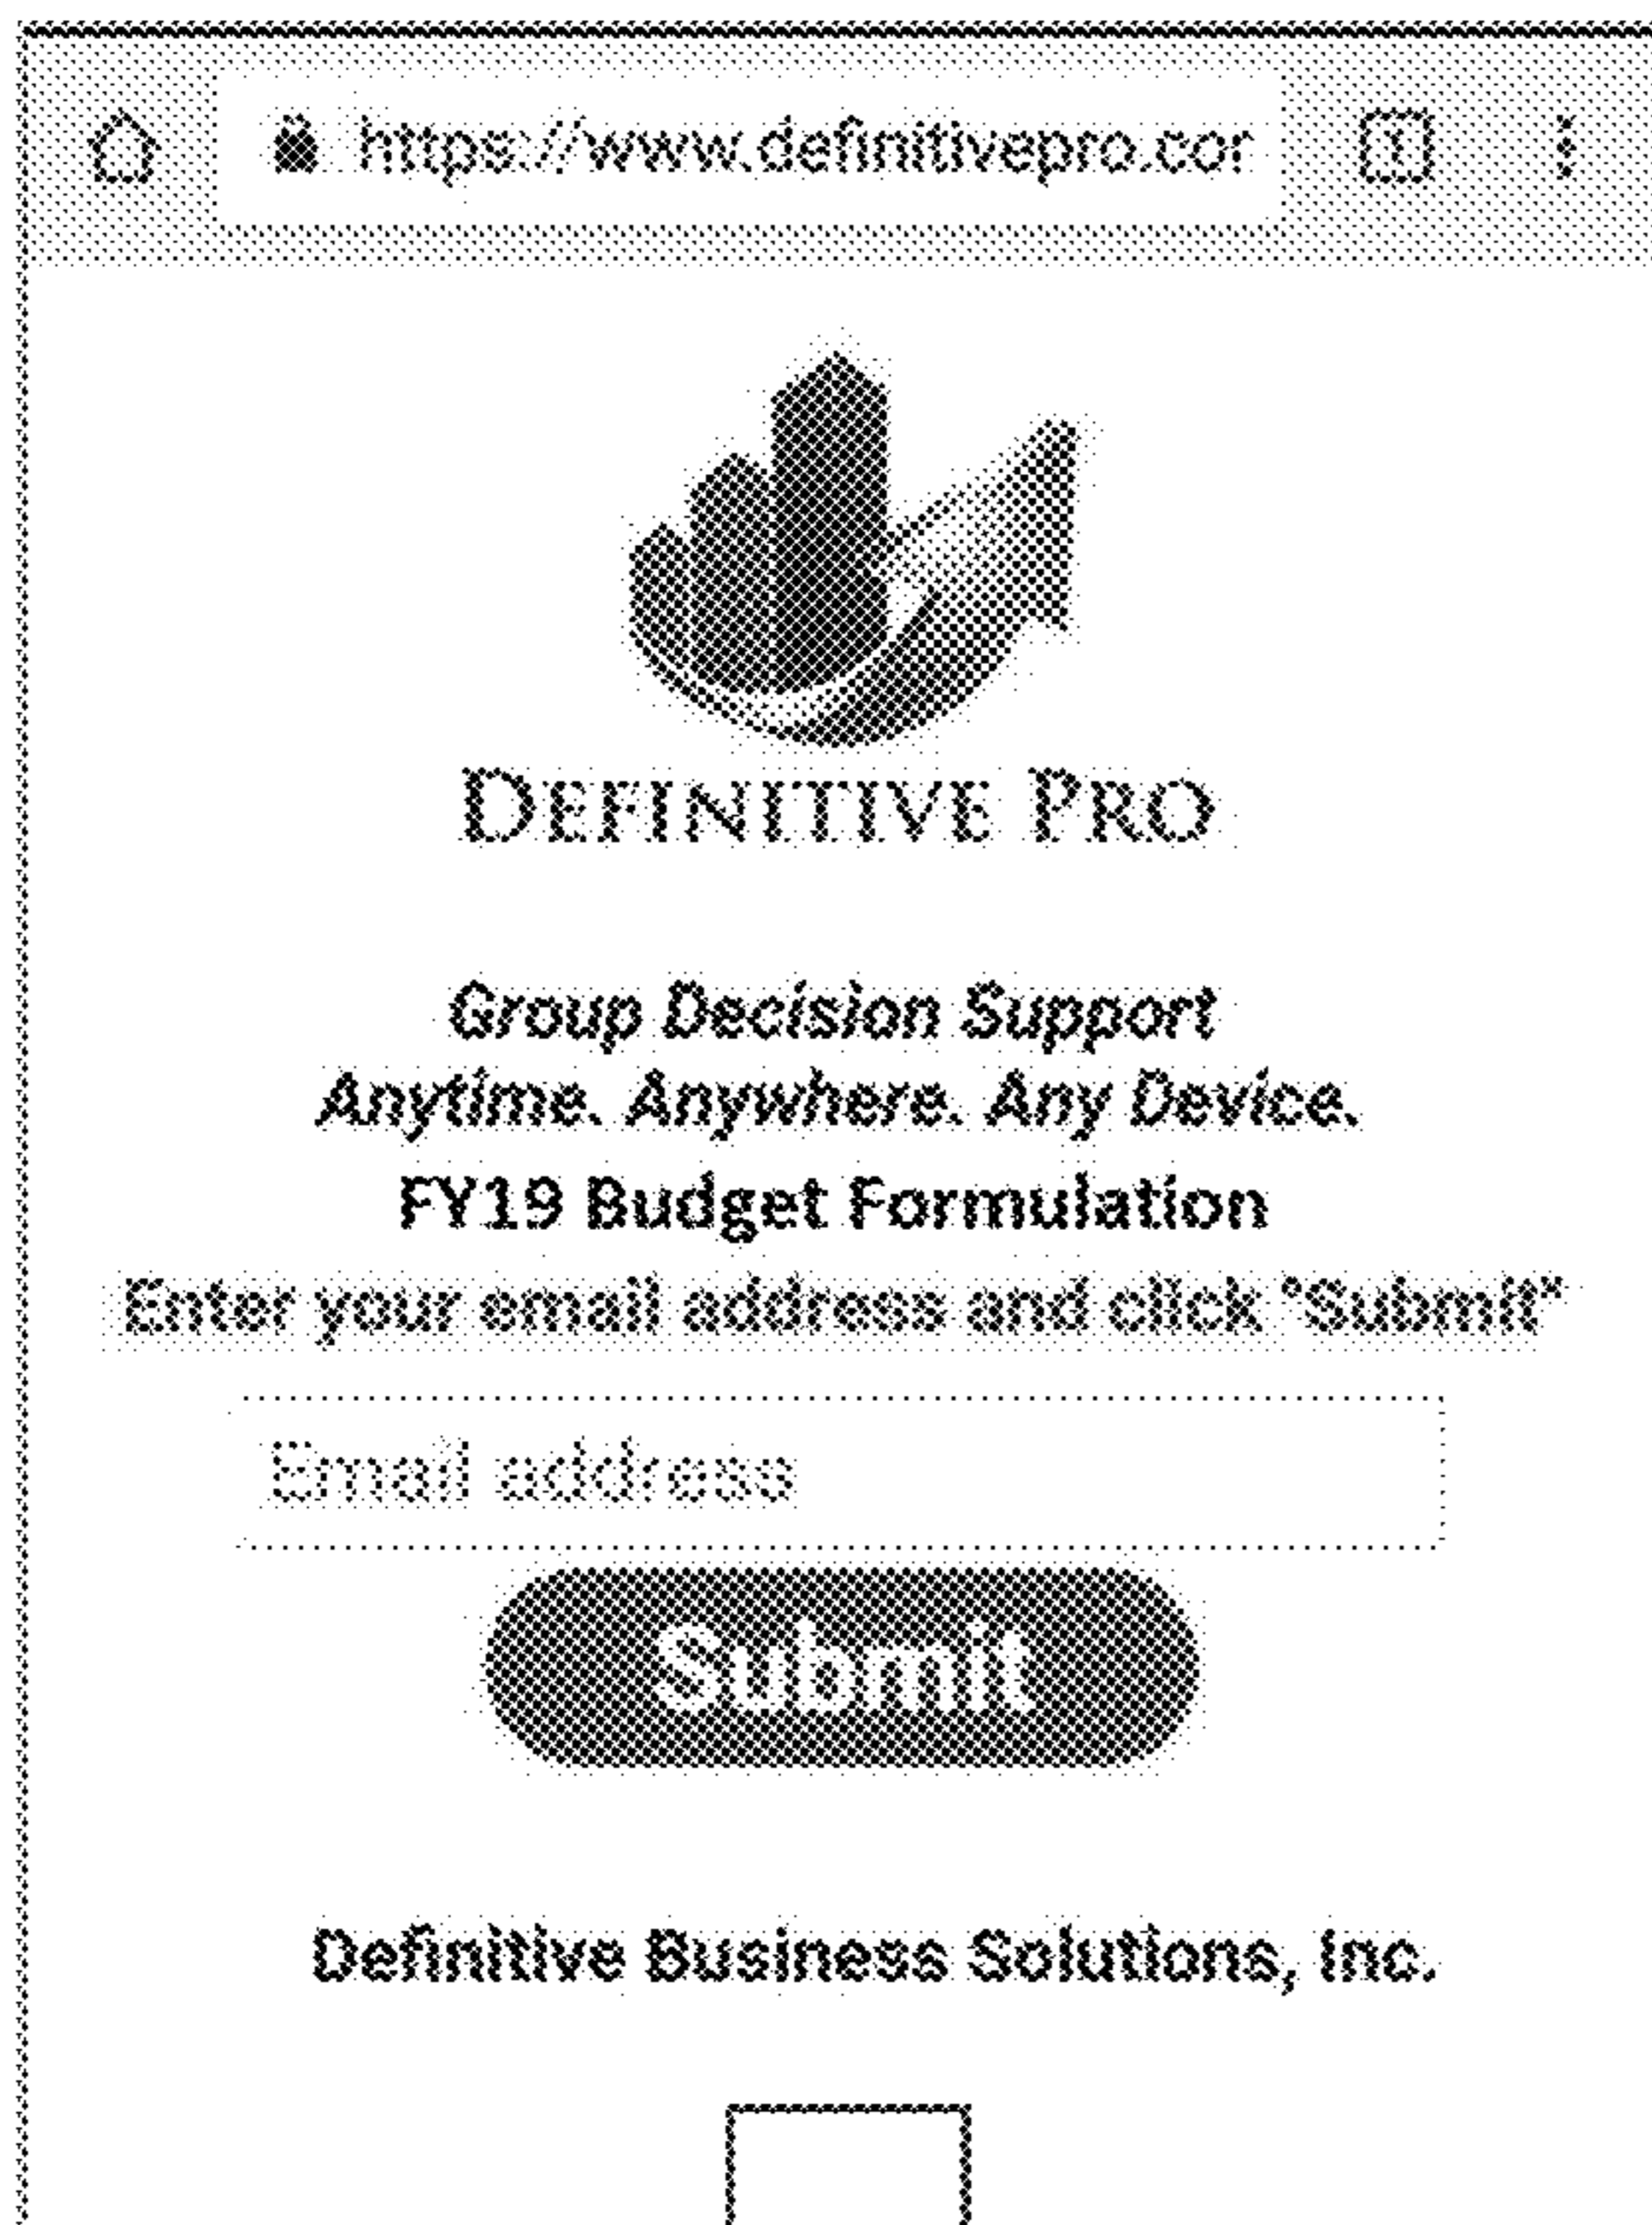 https://www.definitivepro.cor
1
DEFINITIVE PRO
Group Decision Support
Anytime. Anywhere. Any Device.
FY19 Budget Formulation
Enter your email address and click "Submit"
Email address
Submit
Definitive Business Solutions, Inc.